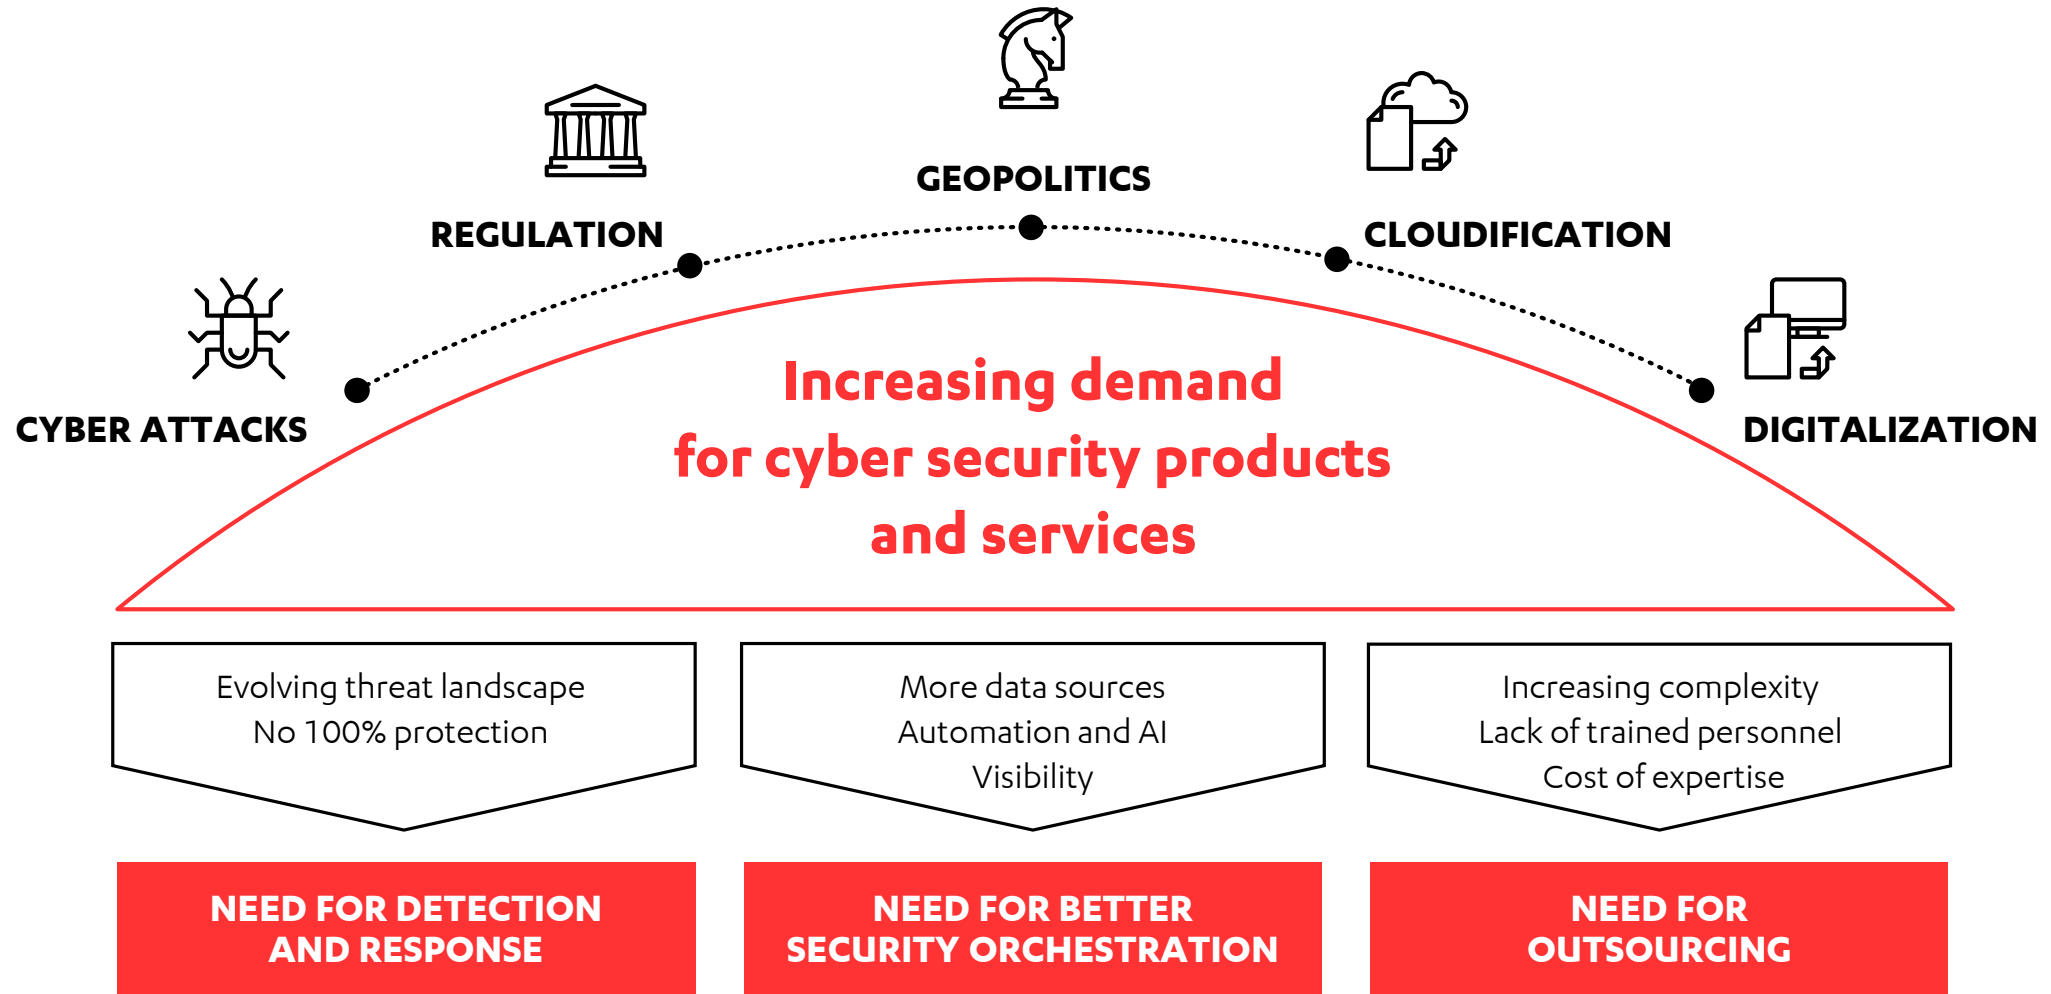 GEOPOLITICS
REGULATION
CLOUDIFICATION
CYBER ATTACKS
DIGITALIZATION
Increasing demand
for cyber security products
and services
Evolving threat landscape
No 100% protection
More data sources
Automation and AI
Visibility
Increasing complexity
Lack of trained personnel
Cost of expertise
NEED FOR DETECTION
AND RESPONSE
NEED FOR BETTER
SECURITY ORCHESTRATION
NEED FOR
OUTSOURCING